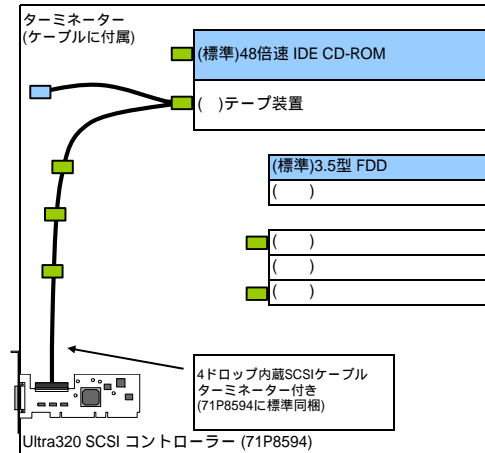 ターミネーター
(ケーブルに付属)
(標準)48倍速 IDE CD-ROM
(　)テープ装置
(標準)3.5型 FDD
(　　)
(　　)
(　　)
(　　)
4ドロップ内蔵SCSIケーブル
ターミネーター付き
(71P8594に標準同梱)
Ultra320 SCSI コントローラー (71P8594)